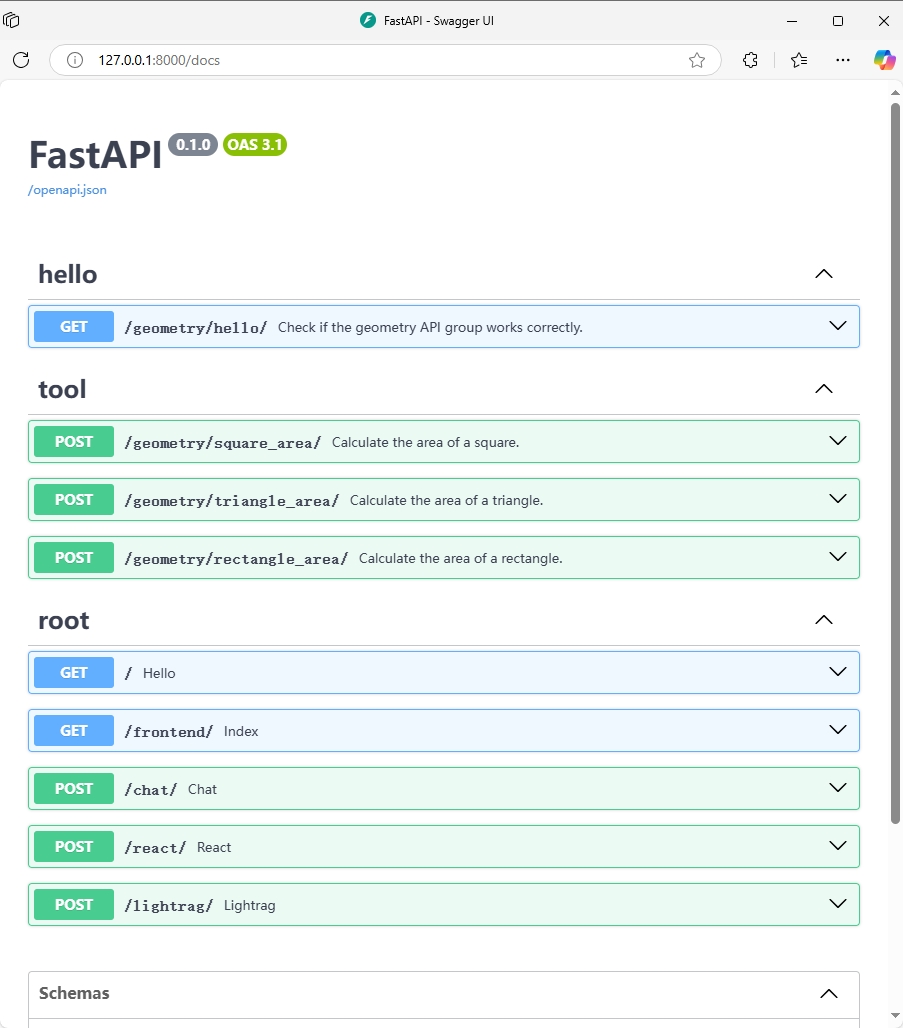 FastAPI - Swagger UI
127.0.0.1:8000/docs
FastAPI 0.1.0 OAS 3.1
/openapi.json
hello
GET /geometry/hello/ Check if the geometry API group works correctly.
tool
POST /geometry/square_area/ Calculate the area of a square.
POST /geometry/triangle_area/ Calculate the area of a triangle.
POST /geometry/rectangle_area/ Calculate the area of a rectangle.
root
GET / Hello
GET /frontend/ Index
POST /chat/ Chat
POST /react/ React
POST /lightrag/ Lightrag
Schemas